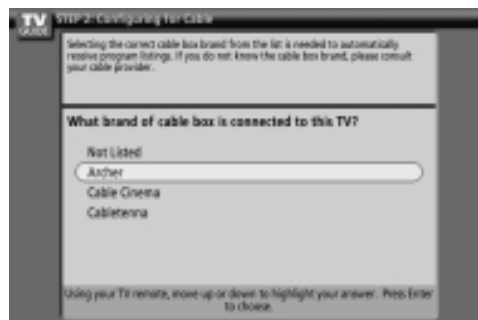 TV
GUIDE
STEP 2: Configuring for Cable
Selecting the correct cable box brand from the list is needed to automatically
receive program listings. If you do not know the cable box brand, please consult
your cable provider.
What brand of cable box is connected to this TV?
Not Listed
Archer
Cable Cinema
Cabletenna
Using your TV remote, move up or down to highlight your answer. Press Enter
to choose.